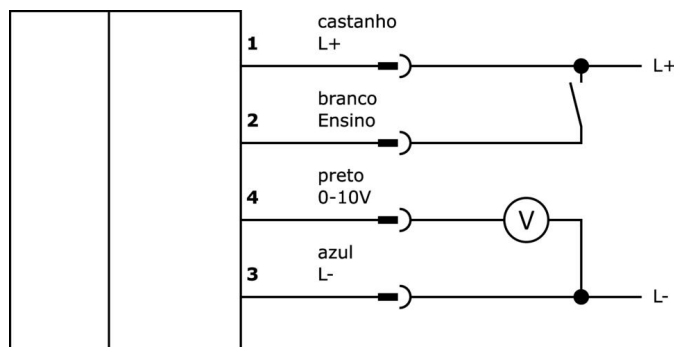 castanho
1 L+ L+
branco
2 Ensino
preto
4 0-10V
V
azul
3 L- L-